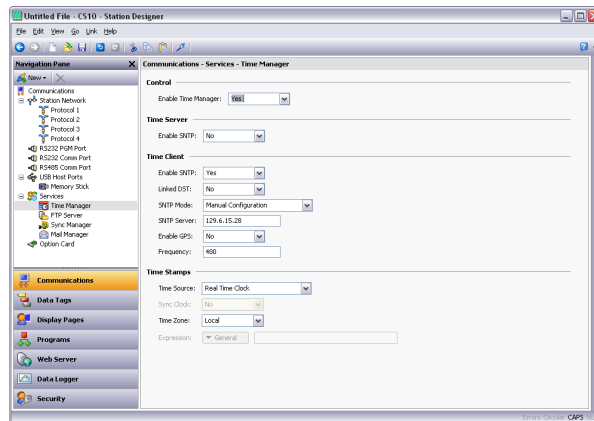 Untitled File - CS10 - Station Designer
File Edit View Go Link Help
Navigation Pane
Communications - Services - Time Manager
New
Communications
Station Network
Protocol 1
Protocol 2
Protocol 3
Protocol 4
RS232 PGM Port
RS232 Comm Port
RS485 Comm Port
USB Host Ports
Memory Stick
Services
Time Manager
FTP Server
Sync Manager
Mail Manager
Option Card
Communications
Data Tags
Display Pages
Programs
Web Server
Data Logger
Security
Control
Enable Time Manager: Yes
Time Server
Enable SNTP: No
Time Client
Enable SNTP: Yes
Linked DST: No
SNTP Mode: Manual Configuration
SNTP Server: 129.6.15.28
Enable GPS: No
Frequency: 480
Time Stamps
Time Source: Real Time Clock
Sync Clock: No
Time Zone: Local
Expression: General
Errors Circular CAPS